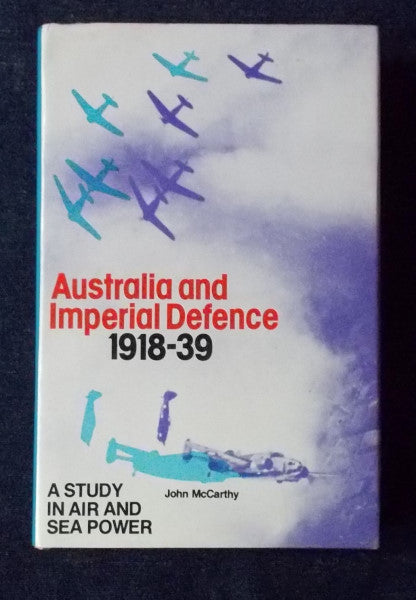 Australia and
Imperial Defence
1918-39
John McCarthy
A STUDY
IN AIR AND
SEA POWER